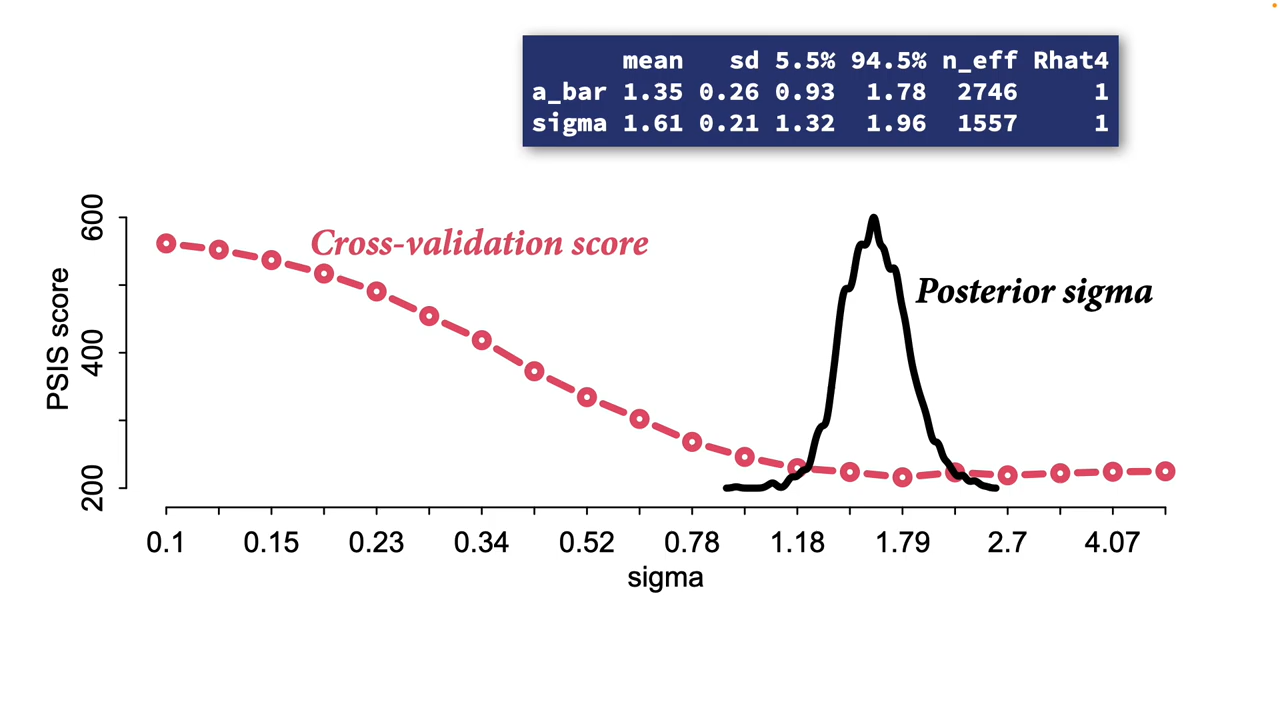 mean sd 5.5% 94.5% n_eff Rhat4
a_bar 1.35 0.26 0.93 1.78 2746 1
sigma 1.61 0.21 1.32 1.96 1557 1
Cross-validation score
Posterior sigma
PSIS score
600
400
200
0.1 0.15 0.23 0.34 0.52 0.78 1.18 1.79 2.7 4.07
sigma